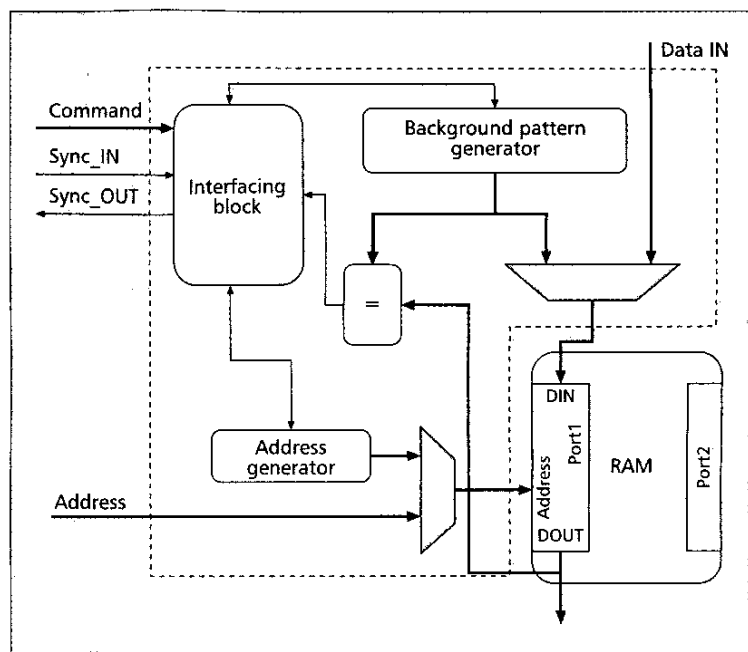 Data IN
Command
Background pattern
generator
Sync_IN
Interfacing
block
Sync_OUT
=
DIN
Port1
Address
DOUT
RAM
Port2
Address
generator
Address